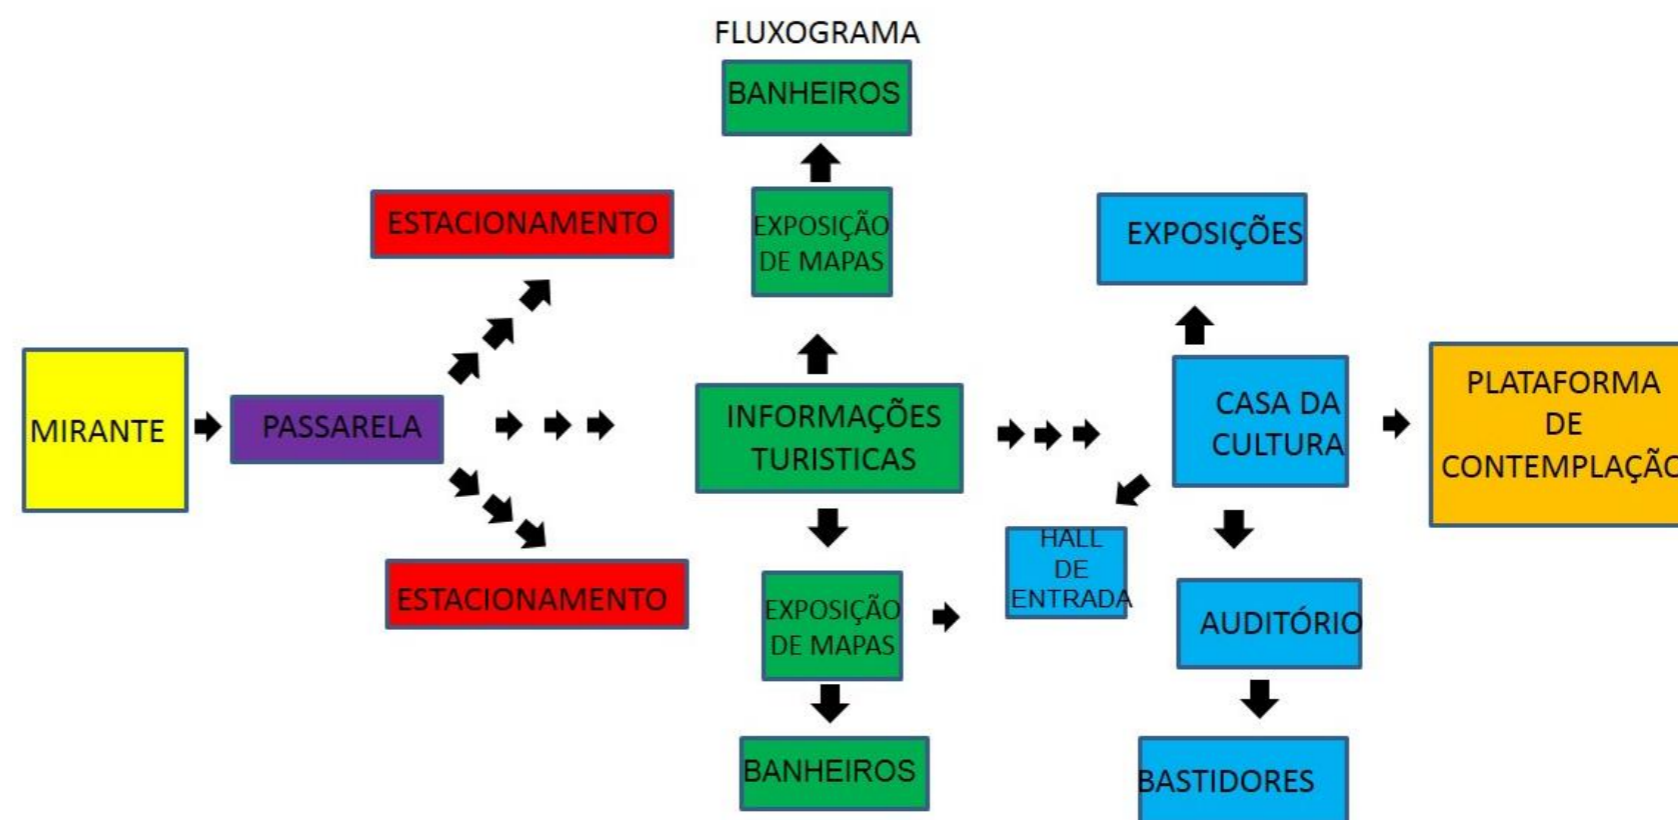 FLUXOGRAMA
BANHEIROS
EXPOSIÇÃO
DE MAPAS
ESTACIONAMENTO
EXPOSIÇÕES
MIRANTE
PASSARELA
INFORMAÇÕES
TURISTICAS
CASA DA
CULTURA
PLATAFORMA
DE
CONTEMPLAÇÃO
HALL
DE
ENTRADA
ESTACIONAMENTO
EXPOSIÇÃO
DE MAPAS
AUDITÓRIO
BANHEIROS
BASTIDORES